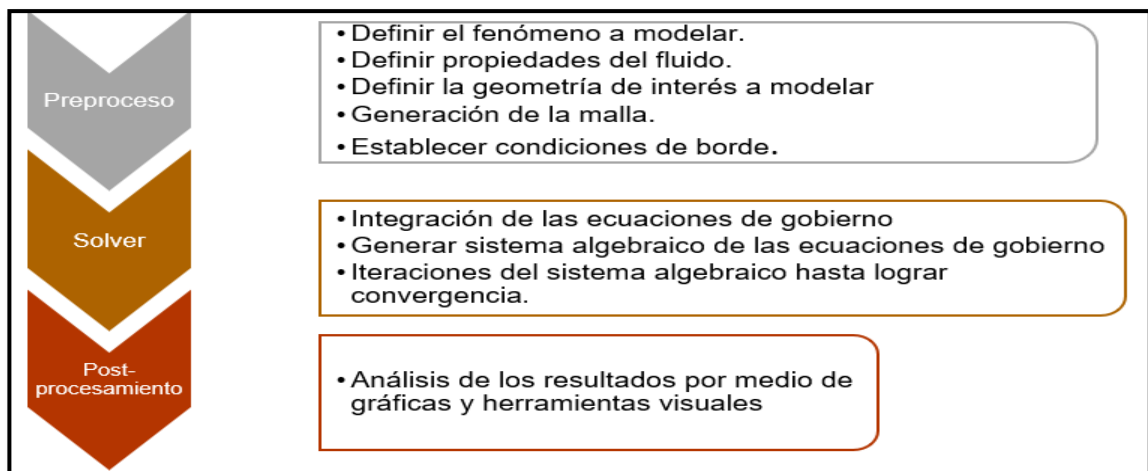 Preproceso
• Definir el fenómeno a modelar.
• Definir propiedades del fluido.
• Definir la geometría de interés a modelar
• Generación de la malla.
• Establecer condiciones de borde.
Solver
• Integración de las ecuaciones de gobierno
• Generar sistema algebraico de las ecuaciones de gobierno
• Iteraciones del sistema algebraico hasta lograr
convergencia.
Post-
procesamiento
• Análisis de los resultados por medio de
gráficas y herramientas visuales